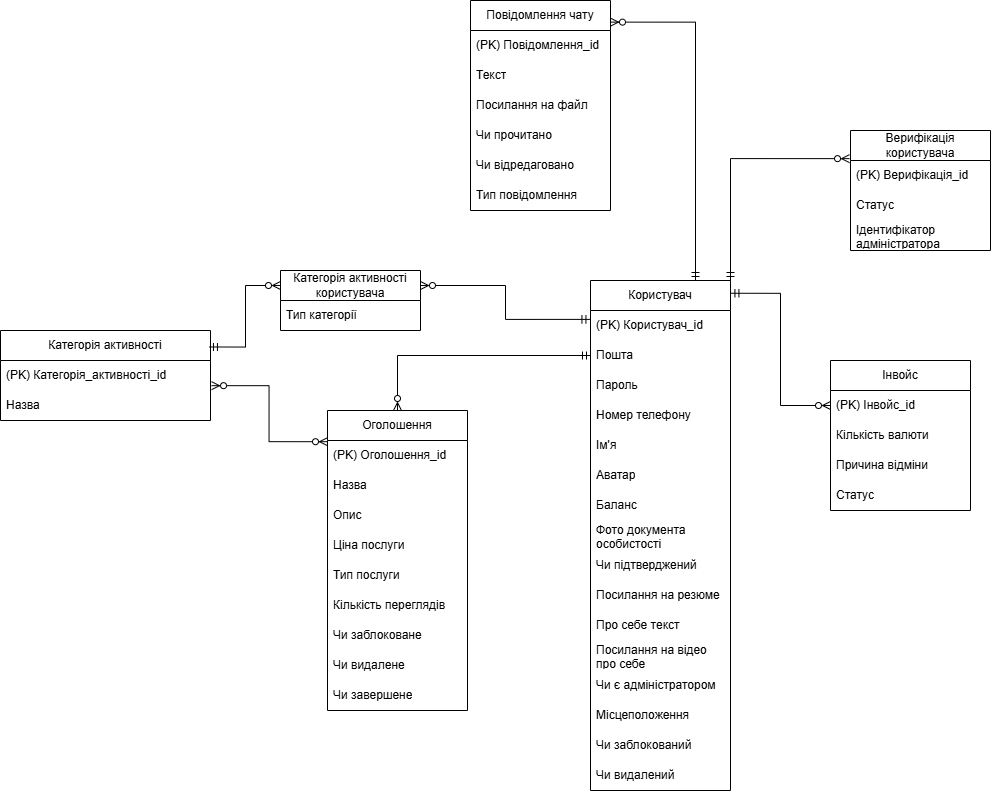 Повідомлення чату
(PK) Повідомлення_id
Текст
Посилання на файл
Чи прочитано
Чи відредаговано
Тип повідомлення
Верифікація
користувача
(PK) Верифікація_id
Статус
Ідентифікатор
адміністратора
Категорія активності
користувача
Тип категорії
Категорія активності
(PK) Категорія_активності_id
Назва
Оголошення
(PK) Оголошення_id
Назва
Опис
Ціна послуги
Тип послуги
Кількість переглядів
Чи заблоковане
Чи видалене
Чи завершене
Користувач
(PK) Користувач_id
Пошта
Пароль
Номер телефону
Ім'я
Аватар
Баланс
Фото документа
особистості
Чи підтверджений
Посилання на резюме
Про себе текст
Посилання на відео
про себе
Чи є адміністратором
Місцеположення
Чи заблокований
Чи видалений
Інвойс
(PK) Інвойс_id
Кількість валюти
Причина відміни
Статус